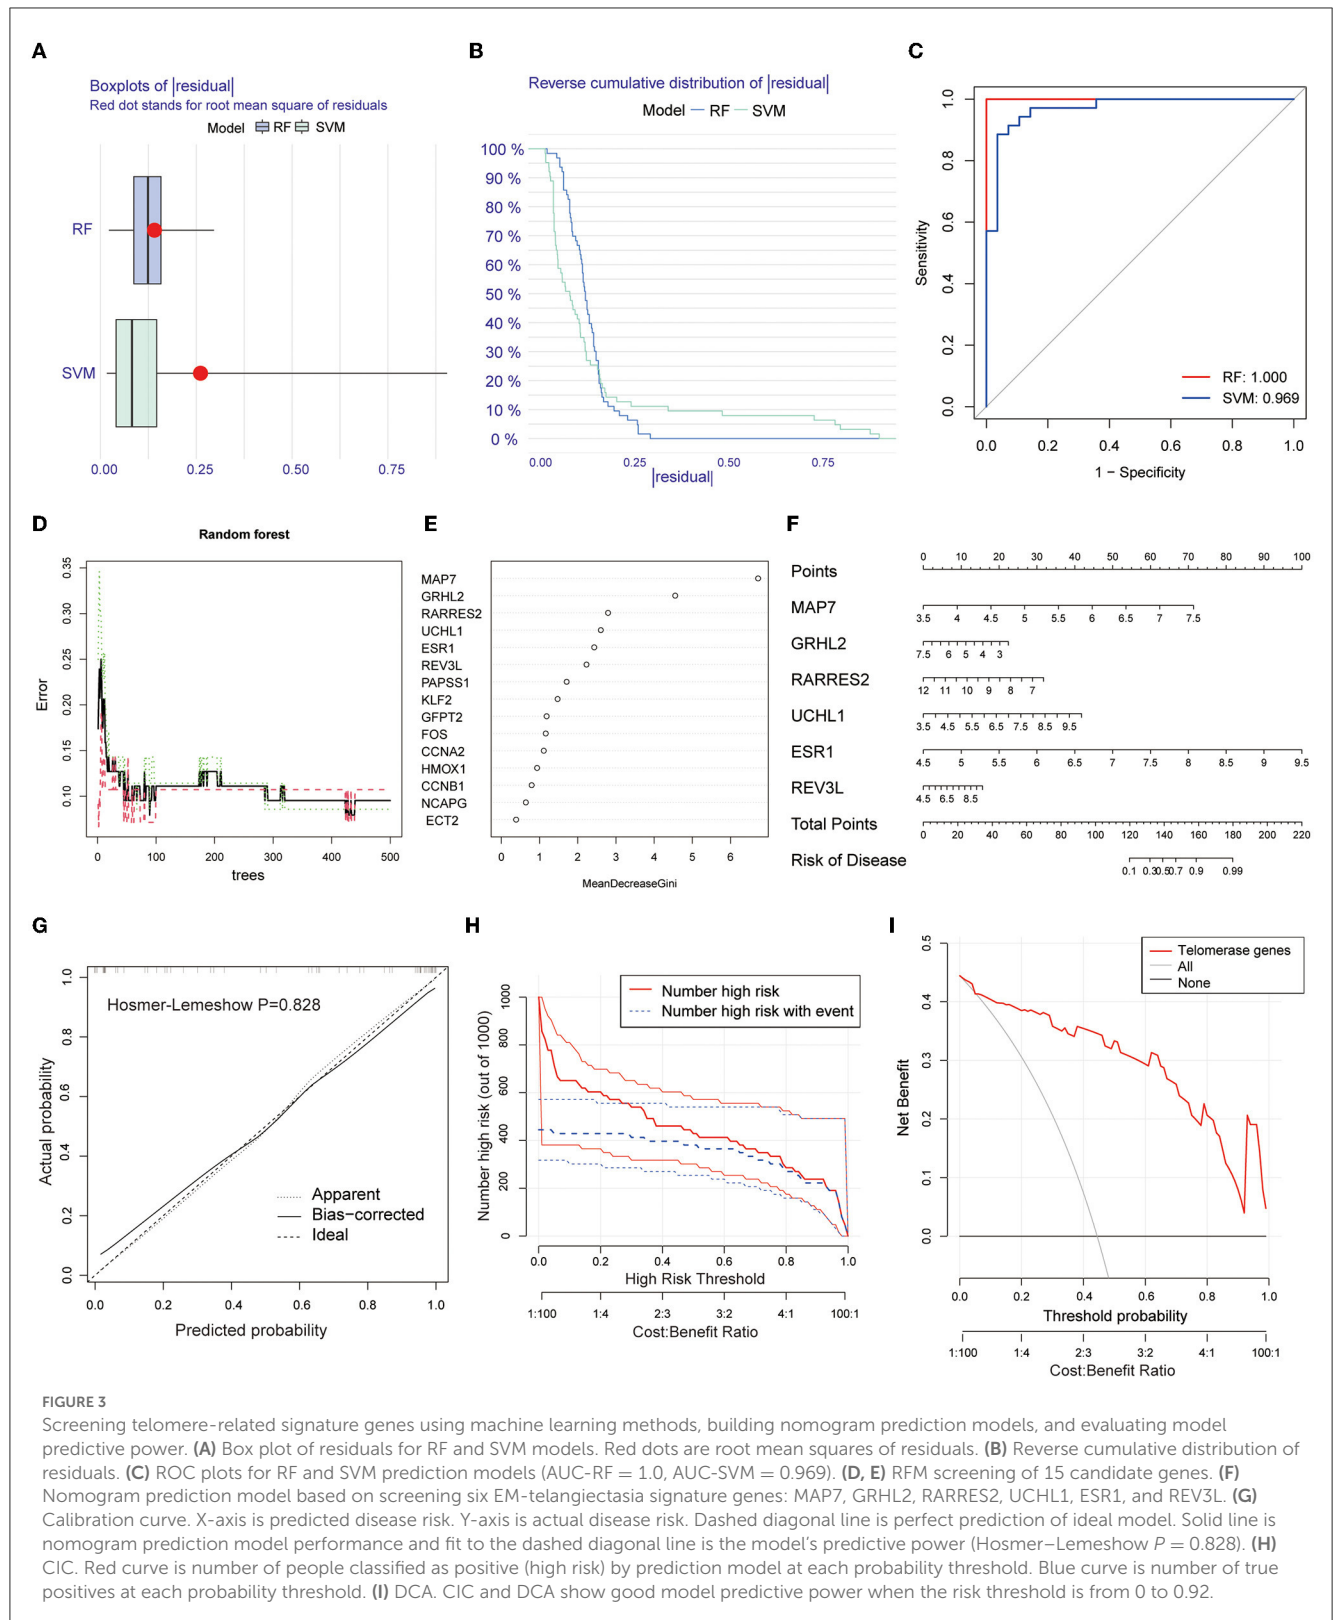 A
Boxplots of |residual|
Red dot stands for root mean square of residuals
Model RF SVM
RF
SVM
0.00 0.25 0.50 0.75
B
Reverse cumulative distribution of |residual|
Model RF SVM
100 %
90 %
80 %
70 %
60 %
50 %
40 %
30 %
20 %
10 %
0 %
0.00 0.25 0.50 0.75
|residual|
C
Sensitivity
1.0
0.8
0.6
0.4
0.2
0.0
RF: 1.000
SVM: 0.969
0.0 0.2 0.4 0.6 0.8 1.0
1 − Specificity
D
Random forest
Error
0.35
0.30
0.25
0.20
0.15
0.10
0 100 200 300 400 500
trees
E
MAP7
GRHL2
RARRES2
UCHL1
ESR1
REV3L
PAPSS1
KLF2
GFPT2
FOS
CCNA2
HMOX1
CCNB1
NCAPG
ECT2
0 1 2 3 4 5 6
MeanDecreaseGini
F
0 10 20 30 40 50 60 70 80 90 100
Points
MAP7
3.5 4 4.5 5 5.5 6 6.5 7 7.5
GRHL2
7.5 6 5 4 3
RARRES2
12 11 10 9 8 7
UCHL1
3.5 4.5 5.5 6.5 7.5 8.5 9.5
ESR1
4.5 5 5.5 6 6.5 7 7.5 8 8.5 9 9.5
REV3L
4.5 6.5 8.5
Total Points
0 20 40 60 80 100 120 140 160 180 200 220
Risk of Disease
0.1 0.3 0.5 0.7 0.9 0.99
G
Hosmer-Lemeshow P=0.828
Actual probability
1.0
0.8
0.6
0.4
0.2
0.0
Apparent
Bias−corrected
Ideal
0.0 0.2 0.4 0.6 0.8 1.0
Predicted probability
H
Number high risk
Number high risk with event
Number high risk (out of 1000)
1000
800
600
400
200
0
0.0 0.2 0.4 0.6 0.8 1.0
High Risk Threshold
1:100 1:4 2:3 3:2 4:1 100:1
Cost:Benefit Ratio
I
Telomerase genes
All
None
Net Benefit
0.5
0.4
0.3
0.2
0.1
0.0
0.0 0.2 0.4 0.6 0.8 1.0
Threshold probability
1:100 1:4 2:3 3:2 4:1 100:1
Cost:Benefit Ratio
FIGURE 3
Screening telomere-related signature genes using machine learning methods, building nomogram prediction models, and evaluating model
predictive power. (A) Box plot of residuals for RF and SVM models. Red dots are root mean squares of residuals. (B) Reverse cumulative distribution of
residuals. (C) ROC plots for RF and SVM prediction models (AUC-RF = 1.0, AUC-SVM = 0.969). (D, E) RFM screening of 15 candidate genes. (F)
Nomogram prediction model based on screening six EM-telangiectasia signature genes: MAP7, GRHL2, RARRES2, UCHL1, ESR1, and REV3L. (G)
Calibration curve. X-axis is predicted disease risk. Y-axis is actual disease risk. Dashed diagonal line is perfect prediction of ideal model. Solid line is
nomogram prediction model performance and fit to the dashed diagonal line is the model's predictive power (Hosmer–Lemeshow P = 0.828). (H)
CIC. Red curve is number of people classified as positive (high risk) by prediction model at each probability threshold. Blue curve is number of true
positives at each probability threshold. (I) DCA. CIC and DCA show good model predictive power when the risk threshold is from 0 to 0.92.